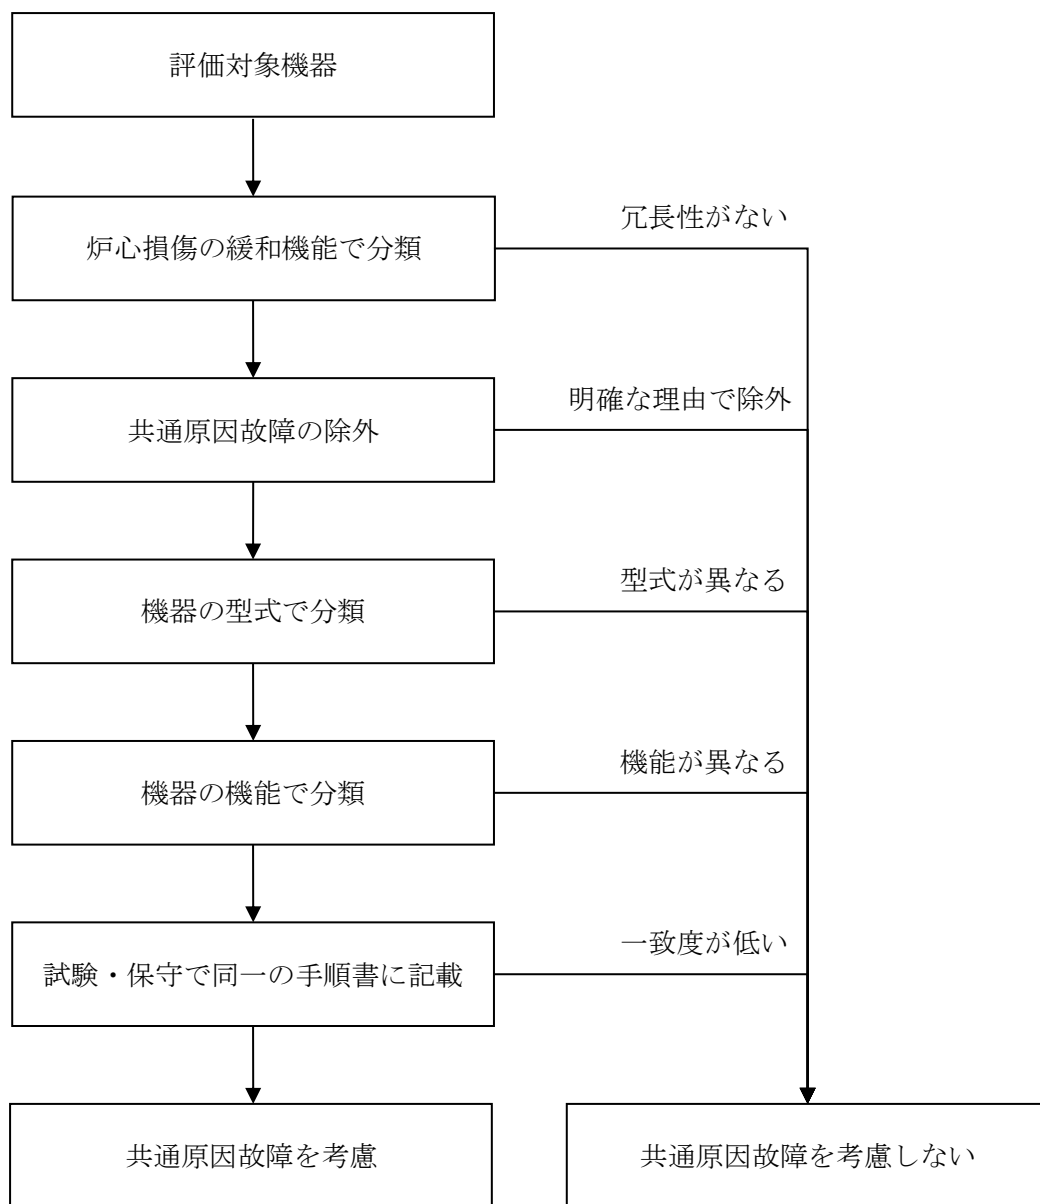 評価対象機器
冗長性がない
炉心損傷の緩和機能で分類
明確な理由で除外
共通原因故障の除外
型式が異なる
機器の型式で分類
機能が異なる
機器の機能で分類
一致度が低い
試験・保守で同一の手順書に記載
共通原因故障を考慮
共通原因故障を考慮しない